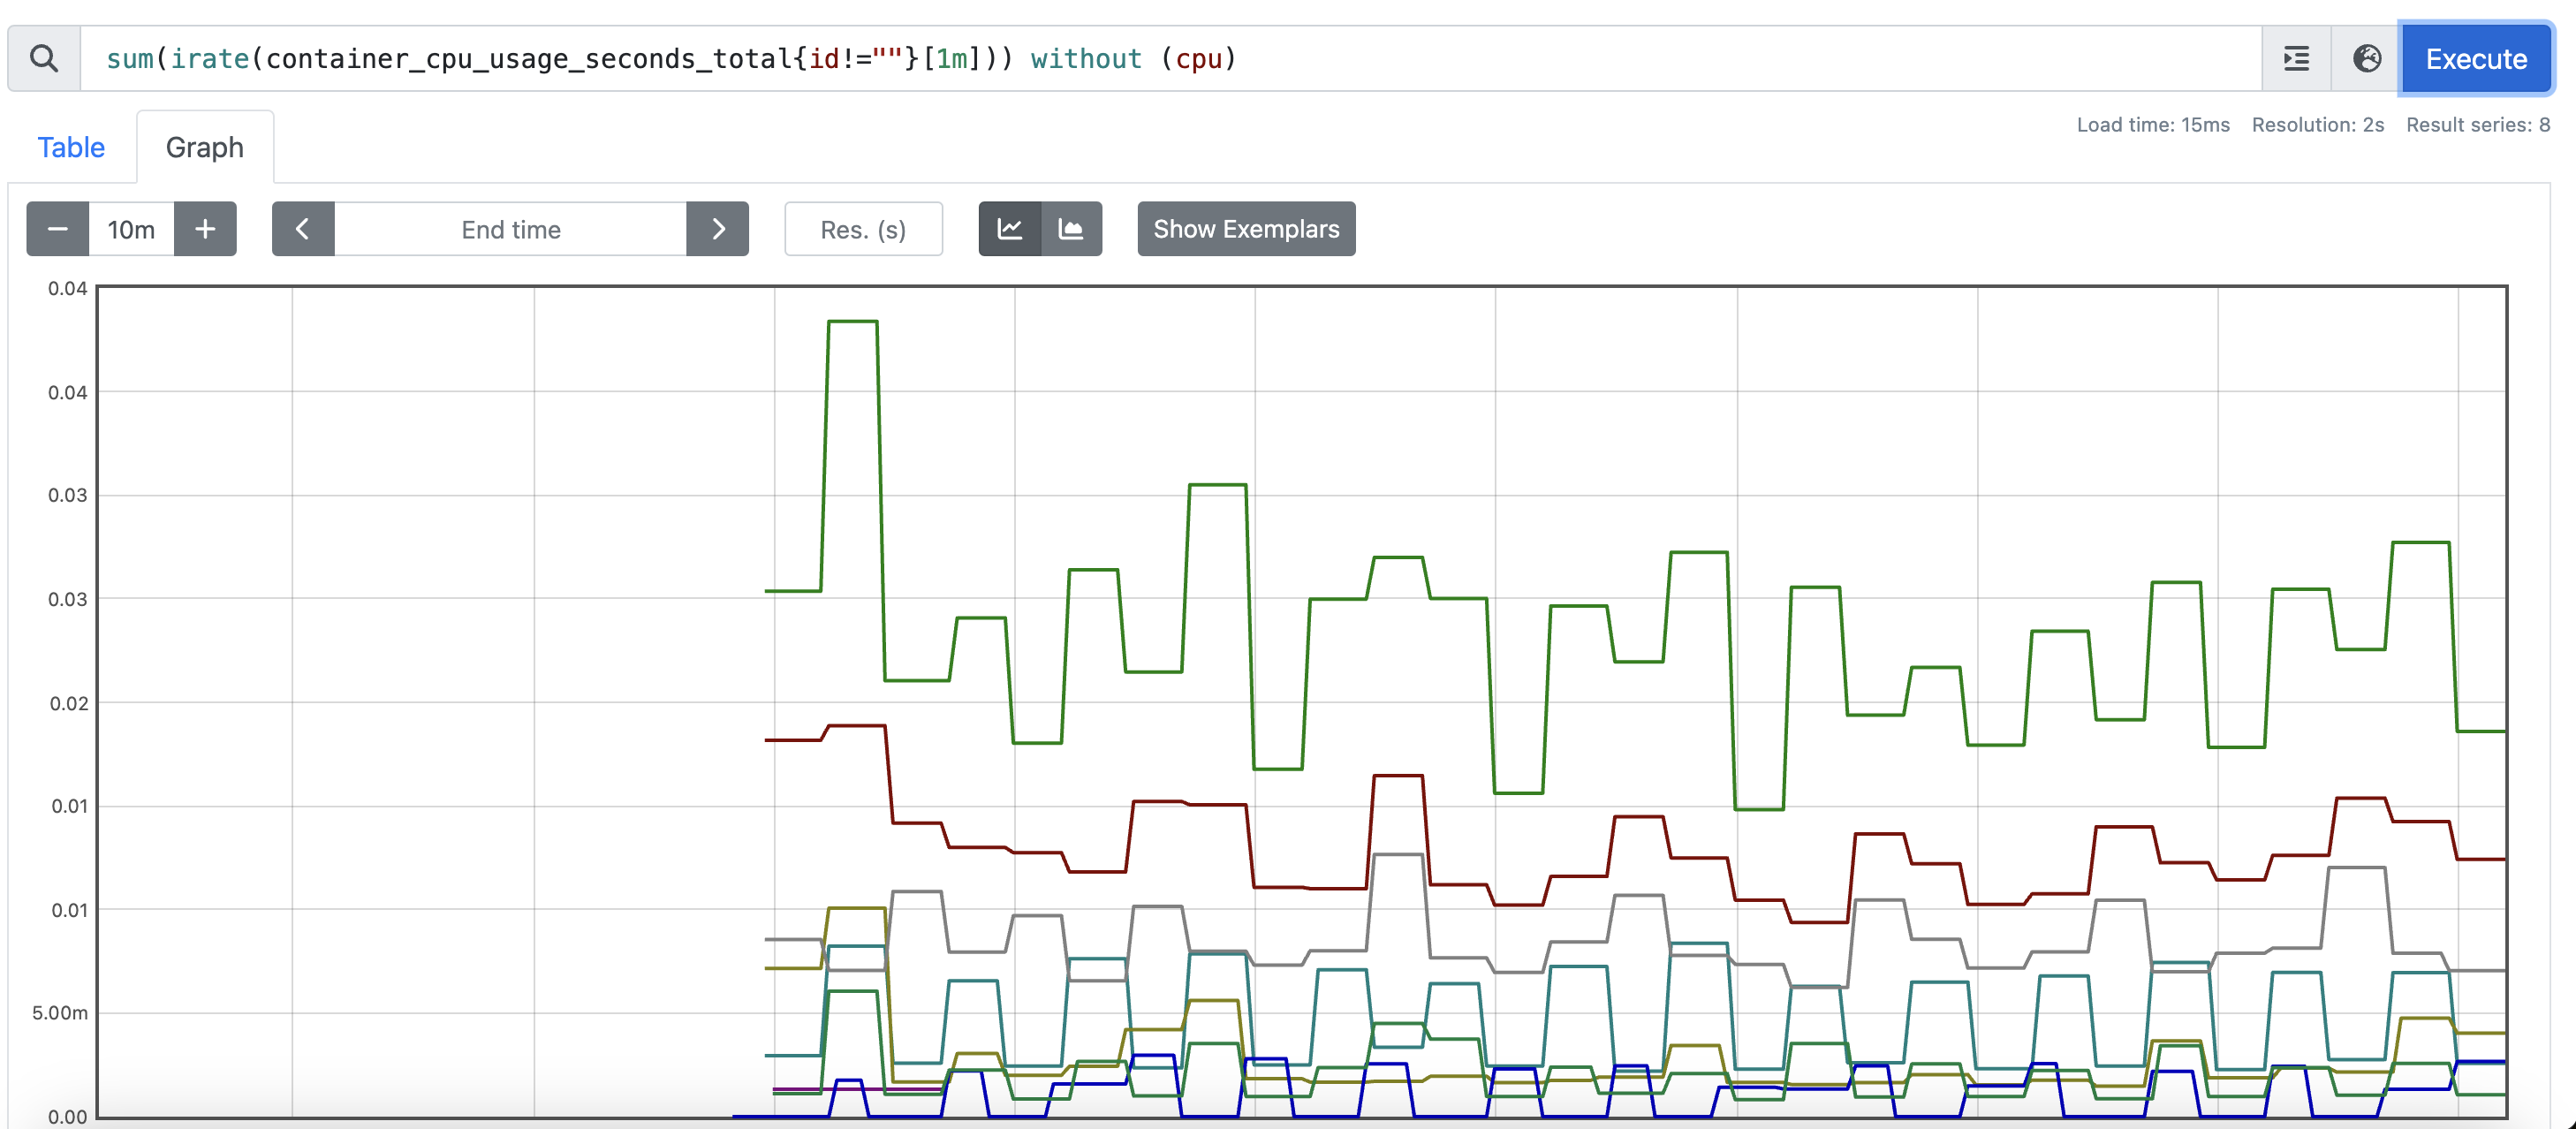 sum(irate(container_cpu_usage_seconds_total{id!=""}[1m])) without (cpu)
Execute
Table
Graph
Load time: 15ms Resolution: 2s Result series: 8
10m
End time
Res. (s)
Show Exemplars
0.04
0.04
0.03
0.03
0.02
0.01
0.01
5.00m
0.00